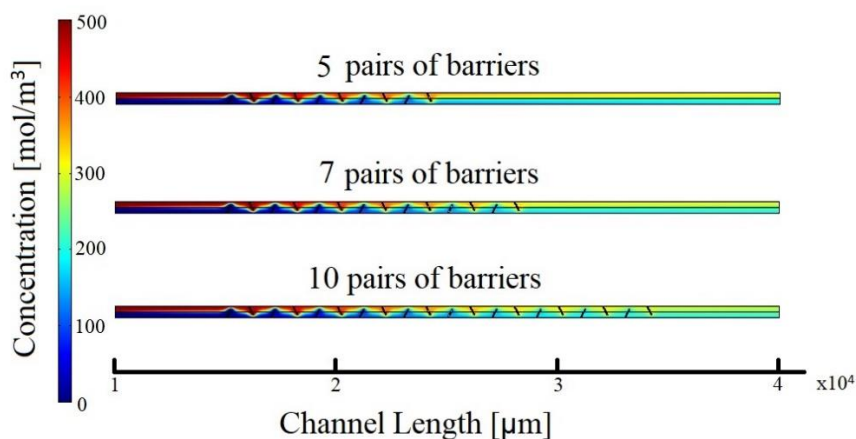 500
400
300
200
100
0
Concentration [mol/m³]
5 pairs of barriers
7 pairs of barriers
10 pairs of barriers
1 2 3 4 x10⁴
Channel Length [µm]